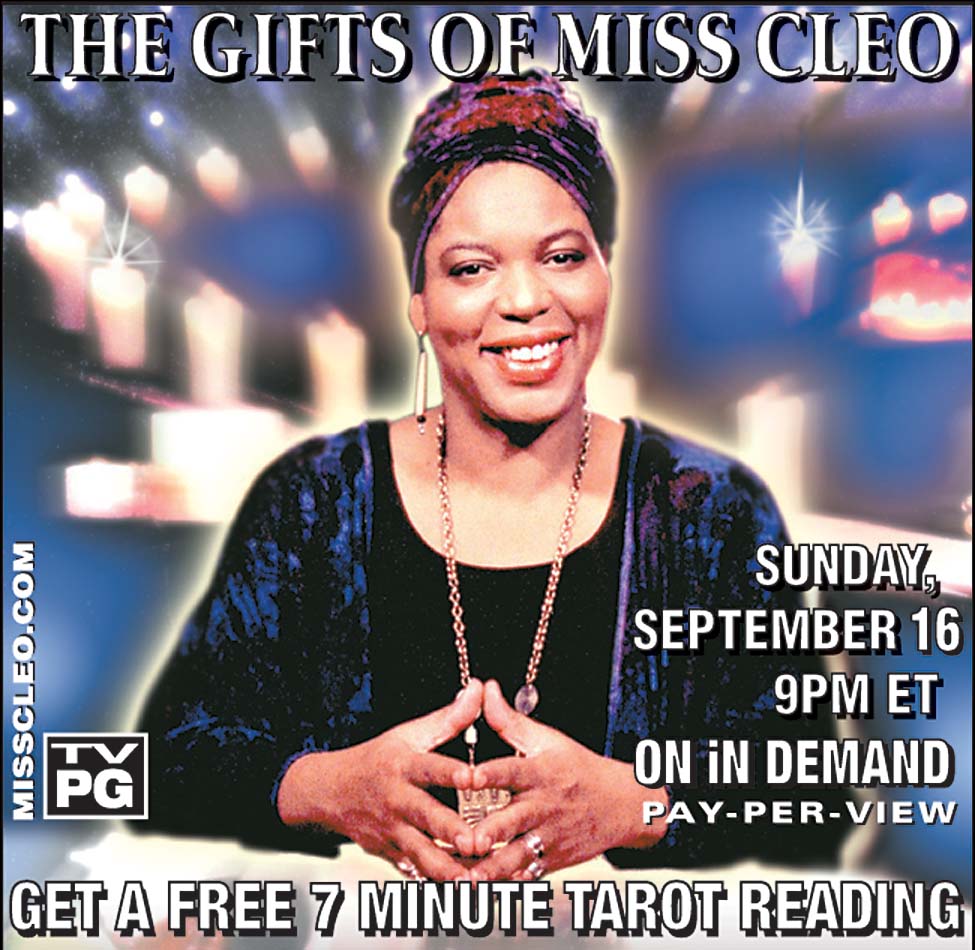 THE GIFTS OF MISS CLEO
SUNDAY,
SEPTEMBER 16
9PM ET
ON iN DEMAND
PAY-PER-VIEW
MISSCLEO.COM
TV
PG
GET A FREE 7 MINUTE TAROT READING